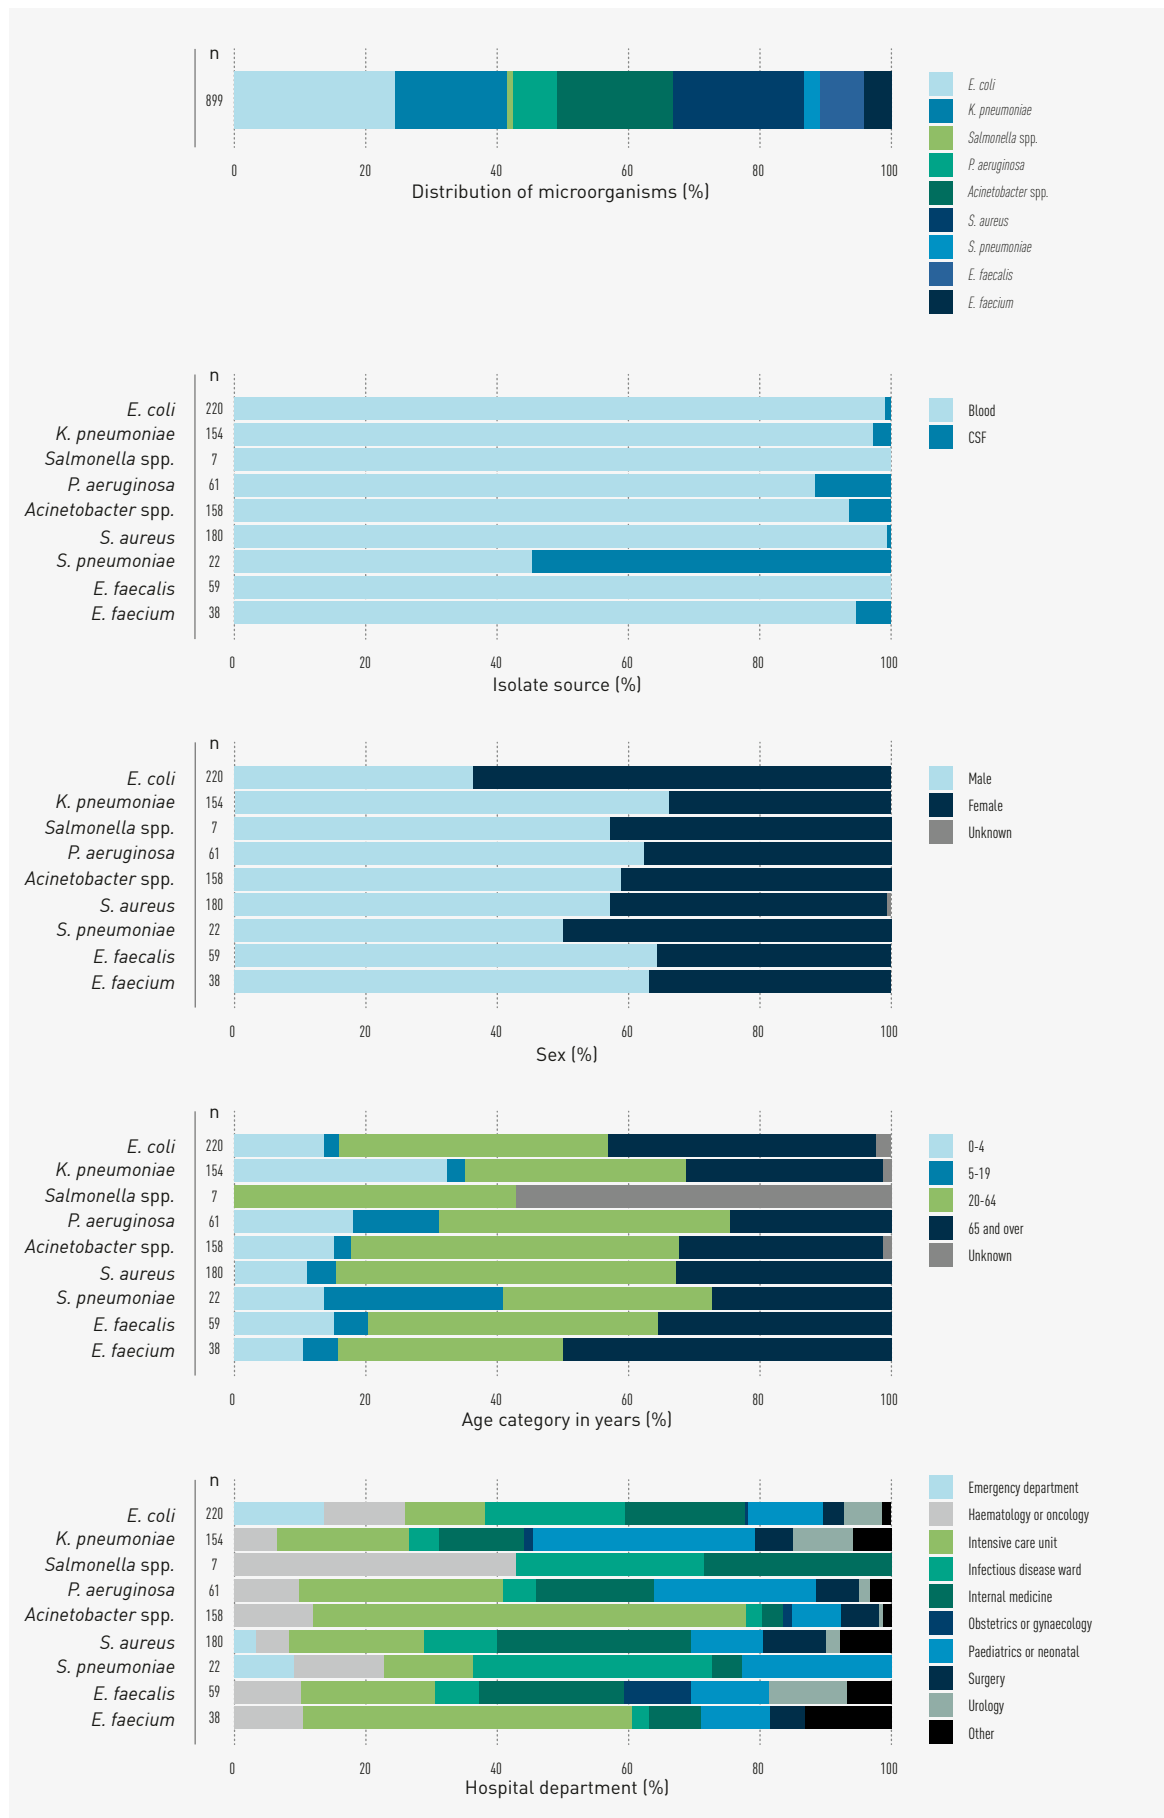 n
899
0 20 40 60 80 100
Distribution of microorganisms (%)
E. coli
K. pneumoniae
Salmonella spp.
P. aeruginosa
Acinetobacter spp.
S. aureus
S. pneumoniae
E. faecalis
E. faecium
n
E. coli 220
K. pneumoniae 154
Salmonella spp. 7
P. aeruginosa 61
Acinetobacter spp. 158
S. aureus 180
S. pneumoniae 22
E. faecalis 59
E. faecium 38
0 20 40 60 80 100
Isolate source (%)
Blood
CSF
n
E. coli 220
K. pneumoniae 154
Salmonella spp. 7
P. aeruginosa 61
Acinetobacter spp. 158
S. aureus 180
S. pneumoniae 22
E. faecalis 59
E. faecium 38
0 20 40 60 80 100
Sex (%)
Male
Female
Unknown
n
E. coli 220
K. pneumoniae 154
Salmonella spp. 7
P. aeruginosa 61
Acinetobacter spp. 158
S. aureus 180
S. pneumoniae 22
E. faecalis 59
E. faecium 38
0 20 40 60 80 100
Age category in years (%)
0-4
5-19
20-64
65 and over
Unknown
n
E. coli 220
K. pneumoniae 154
Salmonella spp. 7
P. aeruginosa 61
Acinetobacter spp. 158
S. aureus 180
S. pneumoniae 22
E. faecalis 59
E. faecium 38
0 20 40 60 80 100
Hospital department (%)
Emergency department
Haematology or oncology
Intensive care unit
Infectious disease ward
Internal medicine
Obstetrics or gynaecology
Paediatrics or neonatal
Surgery
Urology
Other